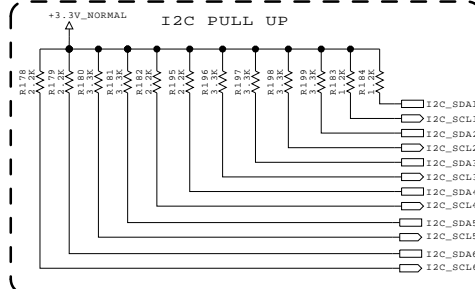 +3.3V_NORMAL
I2C PULL UP
R178
2.2K
R179
2.2K
R180
3.3K
R181
3.3K
R182
2.2K
R195
2.2K
R196
3.3K
R197
3.3K
R198
3.3K
R199
3.3K
R183
1.2K
R184
1.2K
I2C_SDA1
I2C_SCL1
I2C_SDA2
I2C_SCL2
I2C_SDA3
I2C_SCL3
I2C_SDA4
I2C_SCL4
I2C_SDA5
I2C_SCL5
I2C_SDA6
I2C_SCL6